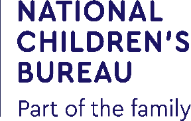 NATIONAL
CHILDREN'S
BUREAU
Part of the family